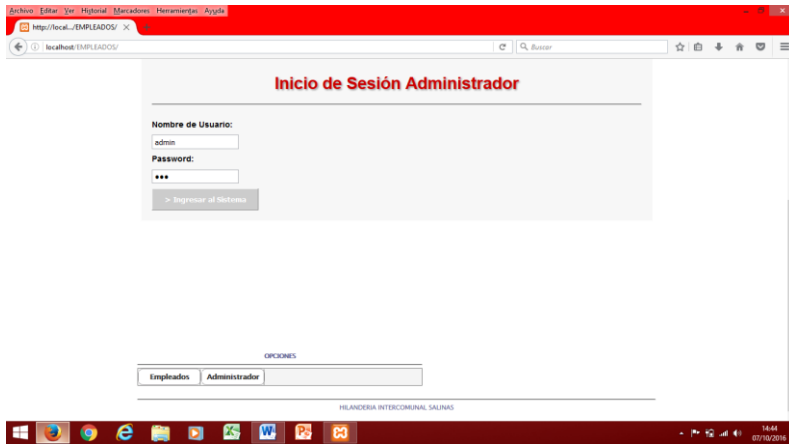 Archivo Editar Ver Historial Marcadores Herramientas Ayuda
http://local.../EMPLEADOS/
localhost/EMPLEADOS/
Buscar
Inicio de Sesión Administrador
Nombre de Usuario:
admin
Password:
> Ingresar al Sistema
OPCIONES
Empleados Administrador
HILANDERIA INTERCOMUNAL SALINAS
14:44
07/10/2016